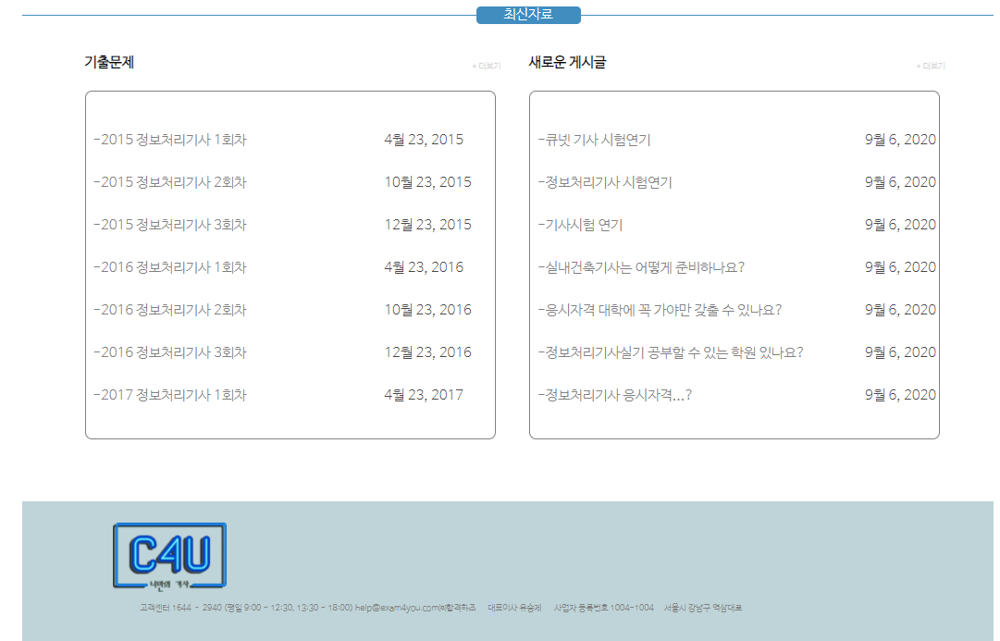 최신자료
기출문제
+ 더보기
-2015 정보처리기사 1회차 4월 23, 2015
-2015 정보처리기사 2회차 10월 23, 2015
-2015 정보처리기사 3회차 12월 23, 2015
-2016 정보처리기사 1회차 4월 23, 2016
-2016 정보처리기사 2회차 10월 23, 2016
-2016 정보처리기사 3회차 12월 23, 2016
-2017 정보처리기사 1회차 4월 23, 2017
새로운 게시글
+ 더보기
-큐넷 기사 시험연기 9월 6, 2020
-정보처리기사 시험연기 9월 6, 2020
-기사시험 연기 9월 6, 2020
-실내건축기사는 어떻게 준비하나요? 9월 6, 2020
-응시자격 대학에 꼭 가야만 갖출 수 있나요? 9월 6, 2020
-정보처리기사실기 공부할 수 있는 학원 있나요? 9월 6, 2020
-정보처리기사 응시자격...? 9월 6, 2020
C4U
너만의 기사
고객센터 1644 - 2940 (평일 9:00 - 12:30, 13:30 - 18:00) help@exam4you.com㈜합격하조 대표이사 유승제 사업자 등록번호 1004-1004 서울시 강남구 역삼대로